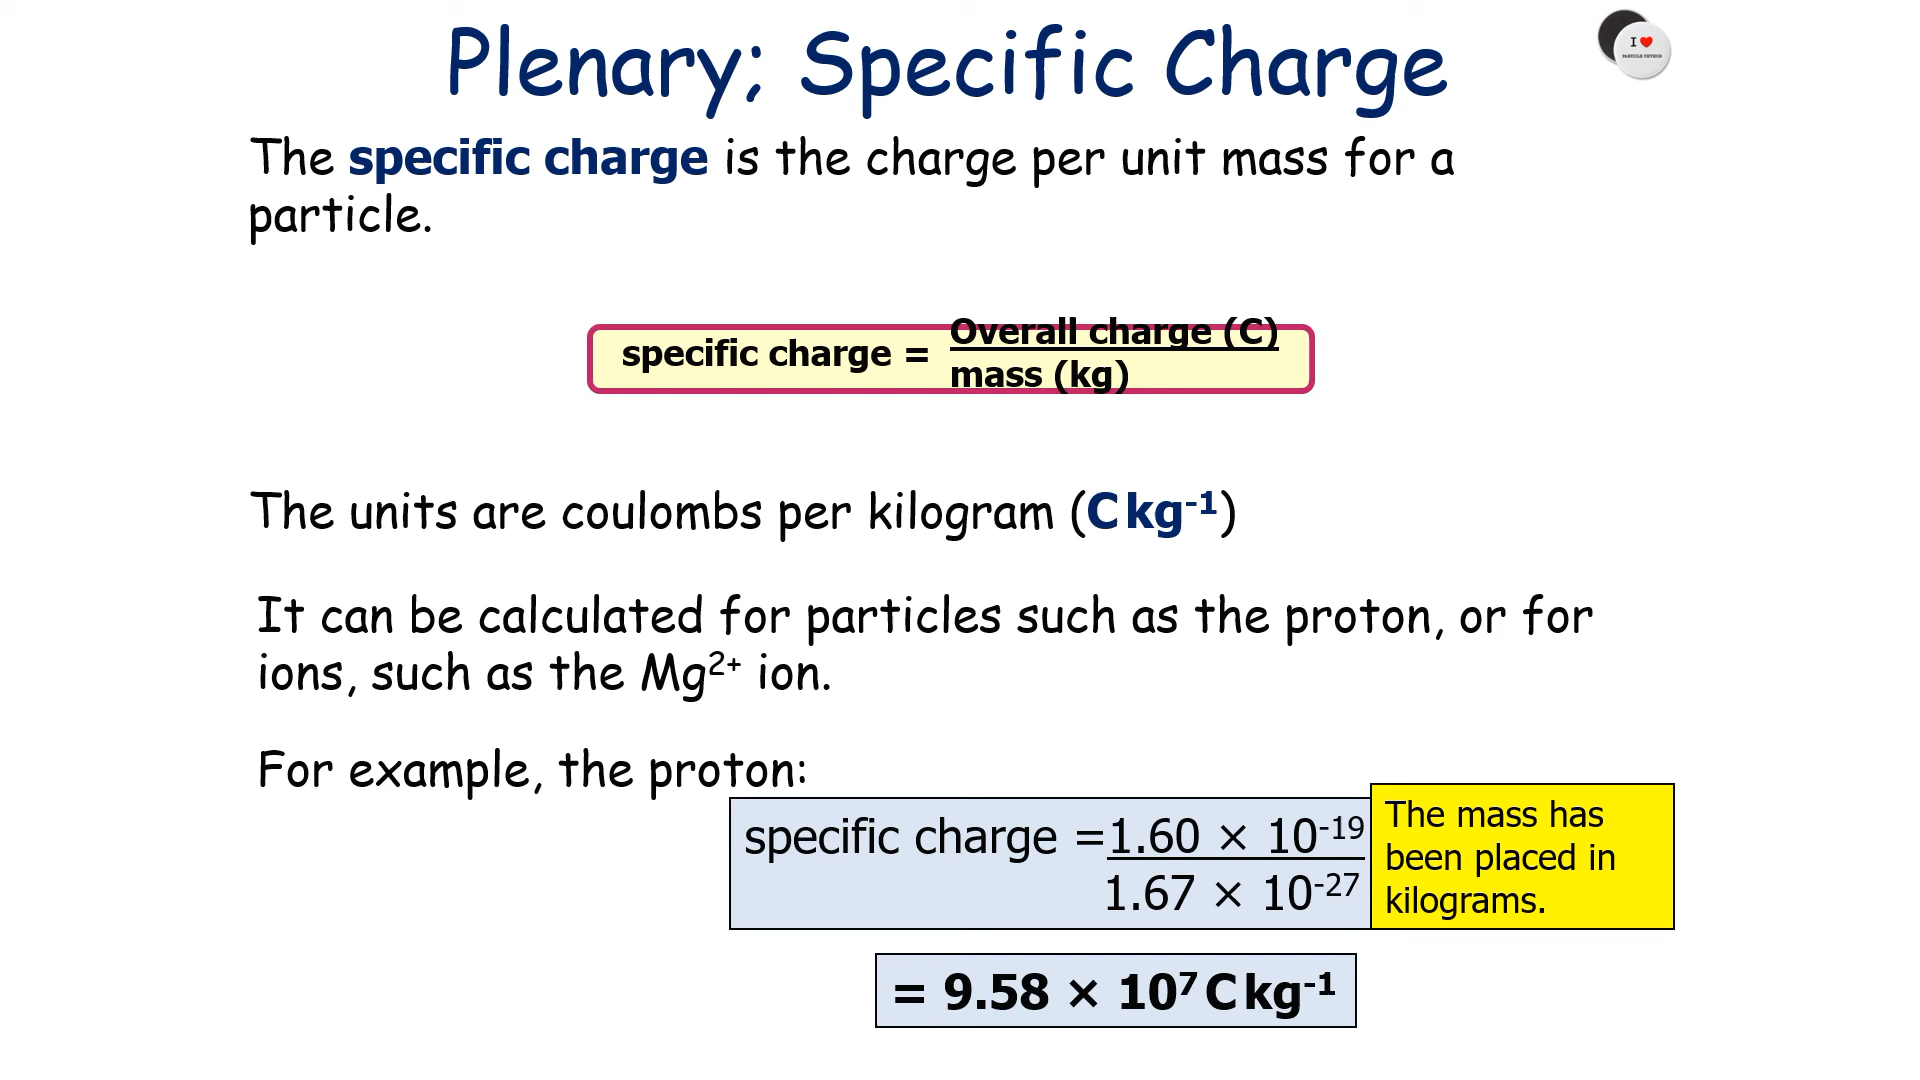 Plenary; Specific Charge
I ❤
PARTICLE PHYSICS
The specific charge is the charge per unit mass for a
particle.
specific charge = Overall charge (C)
mass (kg)
The units are coulombs per kilogram (C kg⁻¹)
It can be calculated for particles such as the proton, or for
ions, such as the Mg²⁺ ion.
For example, the proton:
specific charge =1.60 × 10⁻¹⁹
1.67 × 10⁻²⁷
The mass has
been placed in
kilograms.
= 9.58 × 10⁷ C kg⁻¹